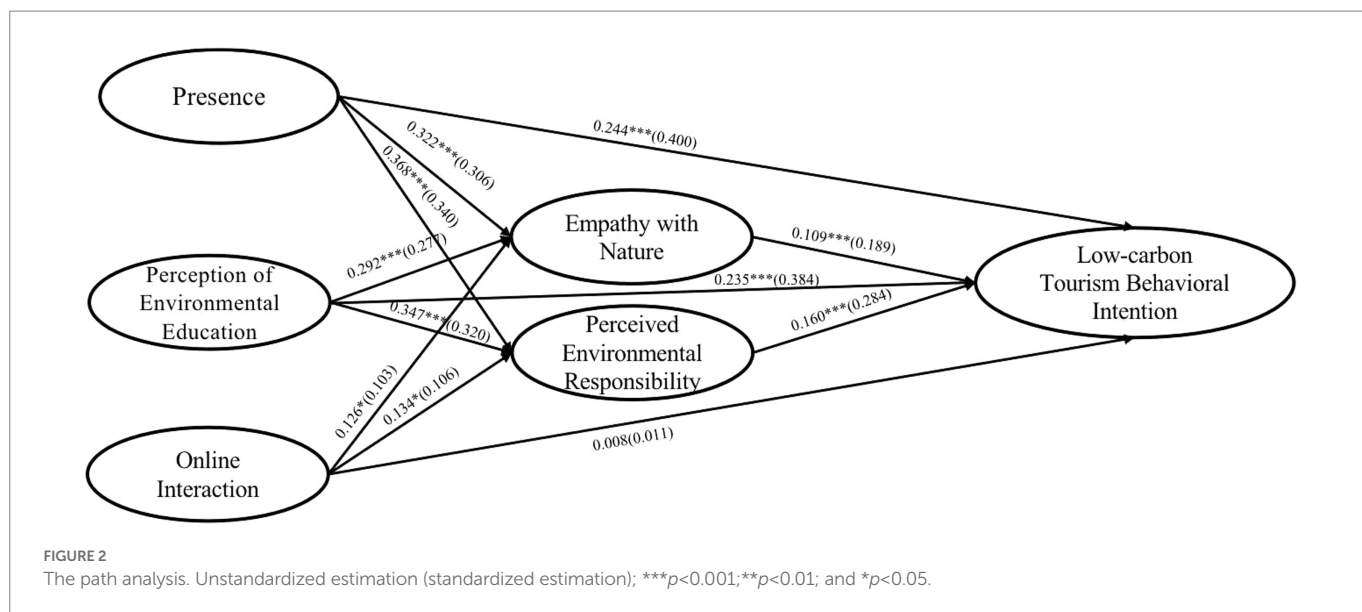 Presence
0.244***(0.400)
0.322***(0.306)
0.368***(0.340)
Empathy with
Nature
0.109***(0.189)
Low-carbon
Tourism Behavioral
Intention
0.292***(0.277)
Perception of
Environmental
Education
0.235***(0.384)
0.347***(0.320)
Perceived
Environmental
Responsibility
0.160***(0.284)
0.126*(0.103)
0.134*(0.106)
Online
Interaction
0.008(0.011)
FIGURE 2
The path analysis. Unstandardized estimation (standardized estimation); ***p<0.001;**p<0.01; and *p<0.05.